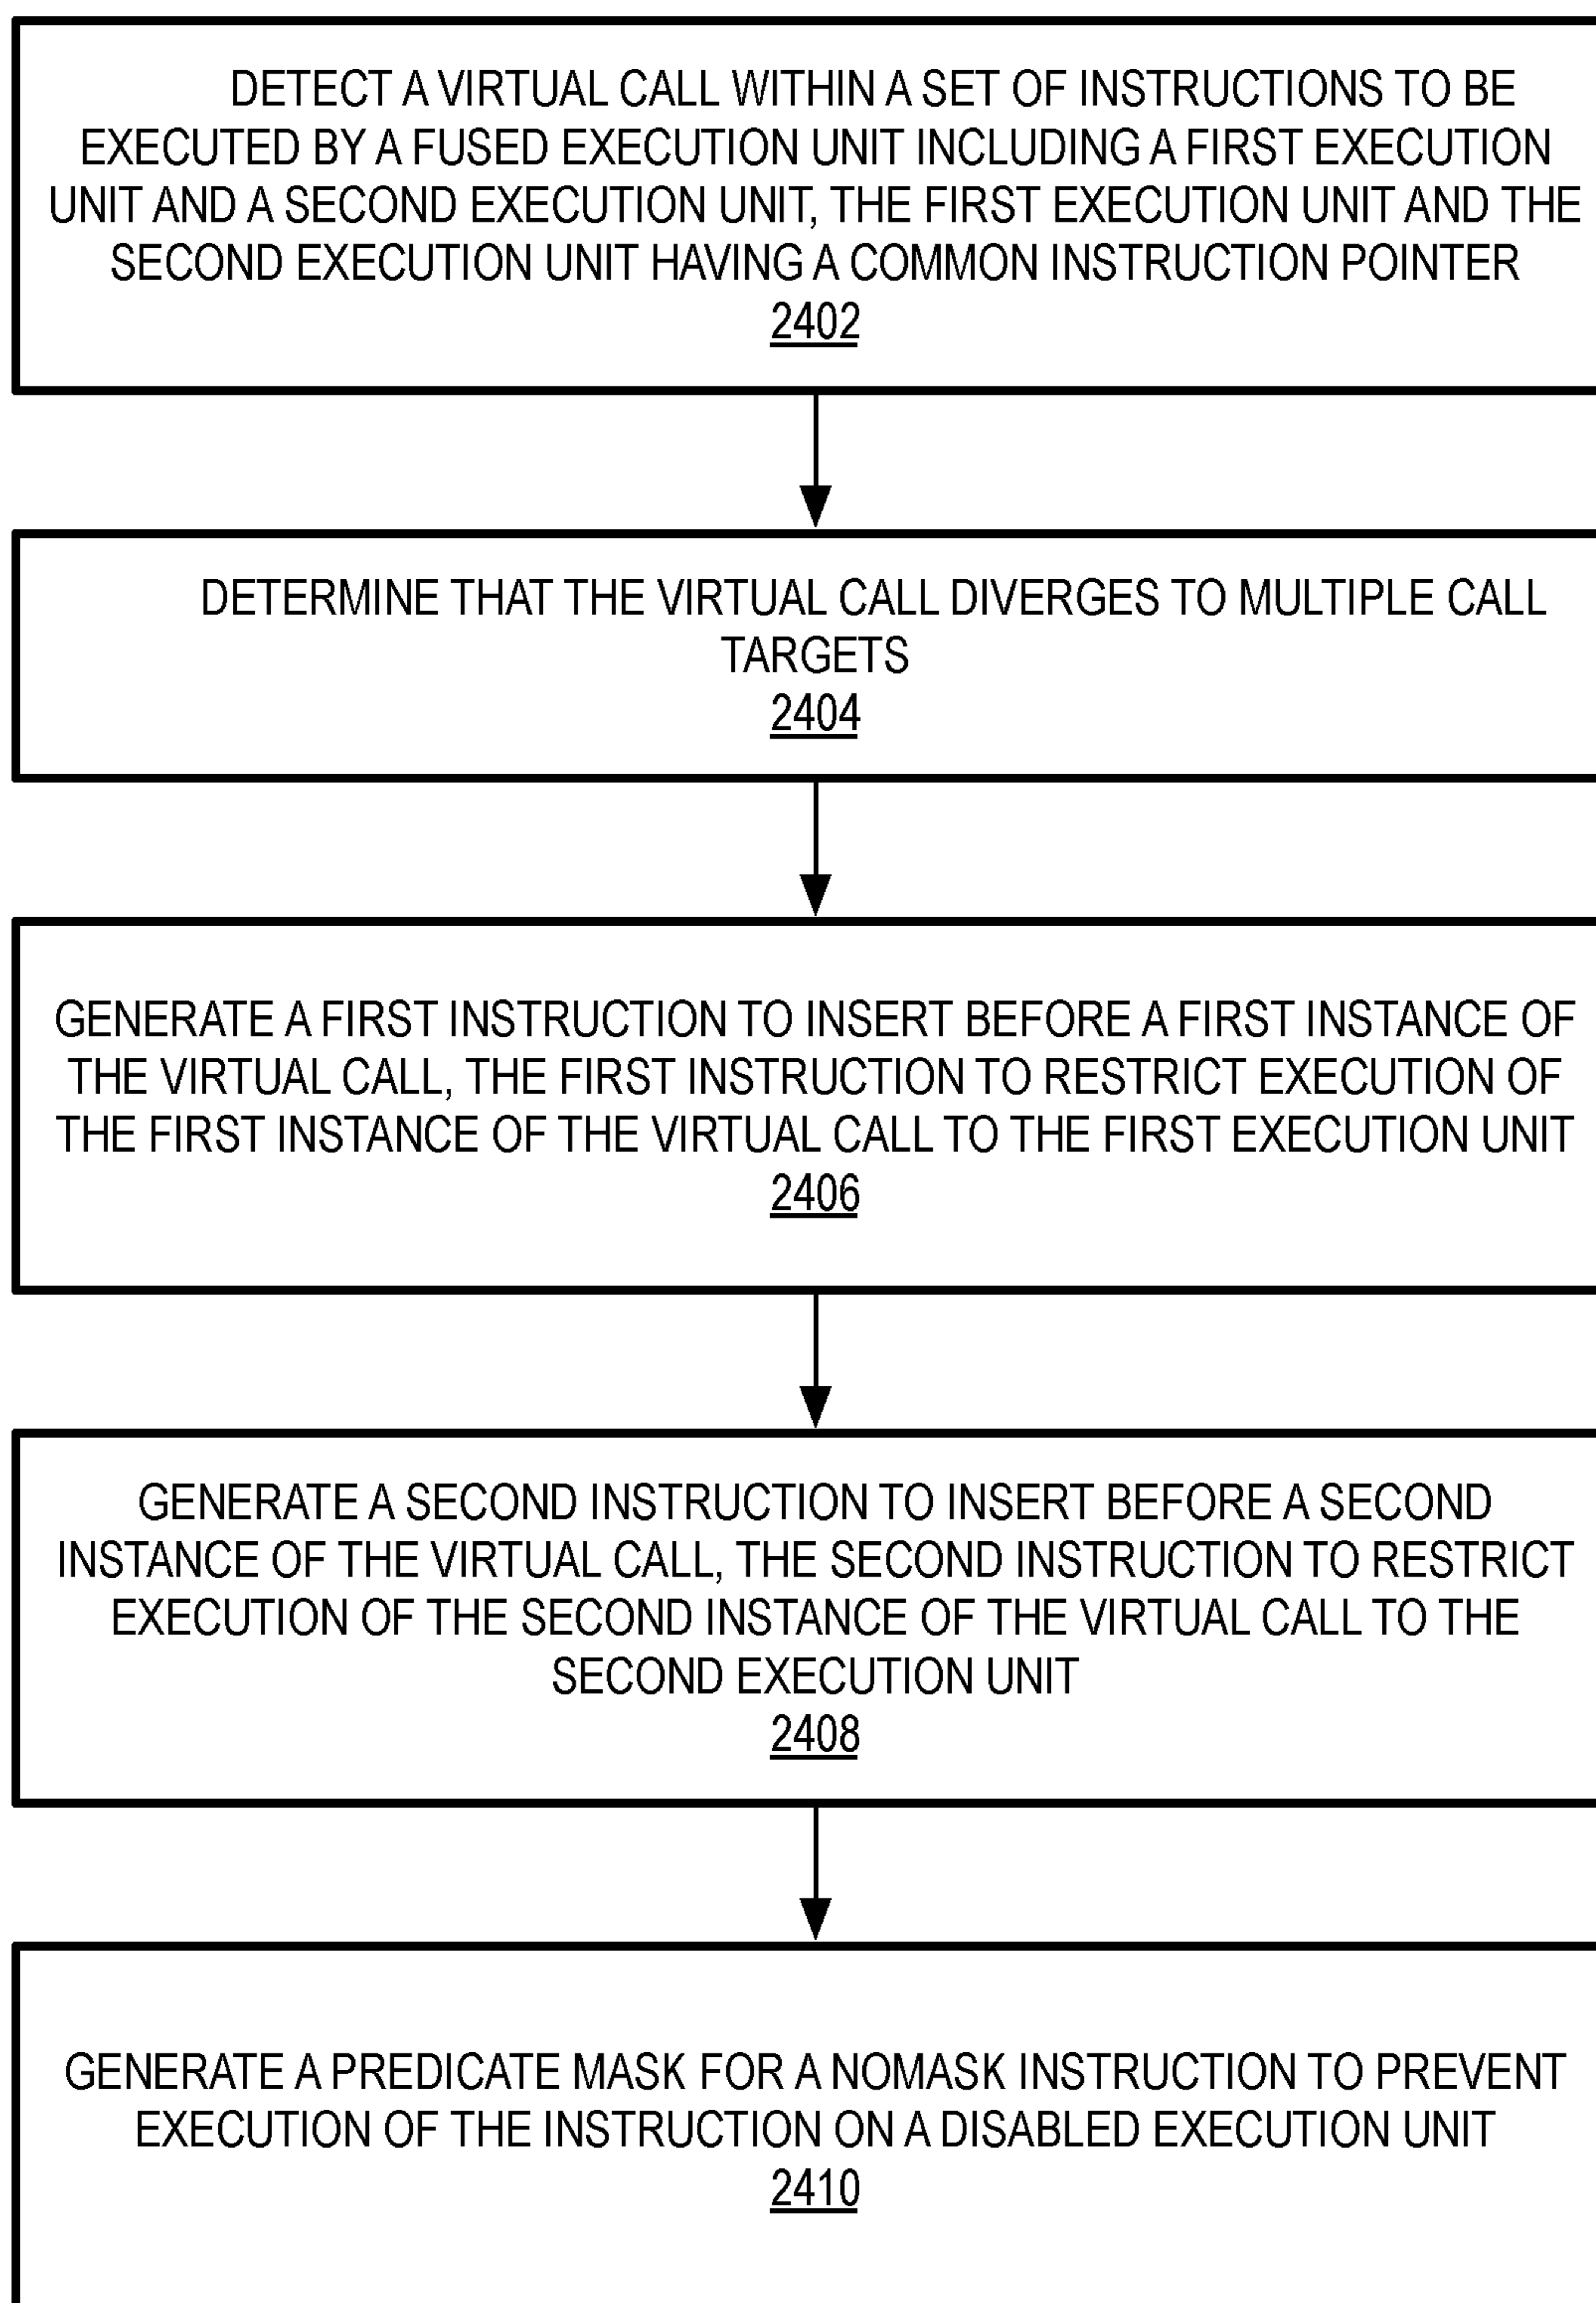 DETECT A VIRTUAL CALL WITHIN A SET OF INSTRUCTIONS TO BE
EXECUTED BY A FUSED EXECUTION UNIT INCLUDING A FIRST EXECUTION
UNIT AND A SECOND EXECUTION UNIT, THE FIRST EXECUTION UNIT AND THE
SECOND EXECUTION UNIT HAVING A COMMON INSTRUCTION POINTER
2402
DETERMINE THAT THE VIRTUAL CALL DIVERGES TO MULTIPLE CALL
TARGETS
2404
GENERATE A FIRST INSTRUCTION TO INSERT BEFORE A FIRST INSTANCE OF
THE VIRTUAL CALL, THE FIRST INSTRUCTION TO RESTRICT EXECUTION OF
THE FIRST INSTANCE OF THE VIRTUAL CALL TO THE FIRST EXECUTION UNIT
2406
GENERATE A SECOND INSTRUCTION TO INSERT BEFORE A SECOND
INSTANCE OF THE VIRTUAL CALL, THE SECOND INSTRUCTION TO RESTRICT
EXECUTION OF THE SECOND INSTANCE OF THE VIRTUAL CALL TO THE
SECOND EXECUTION UNIT
2408
GENERATE A PREDICATE MASK FOR A NOMASK INSTRUCTION TO PREVENT
EXECUTION OF THE INSTRUCTION ON A DISABLED EXECUTION UNIT
2410